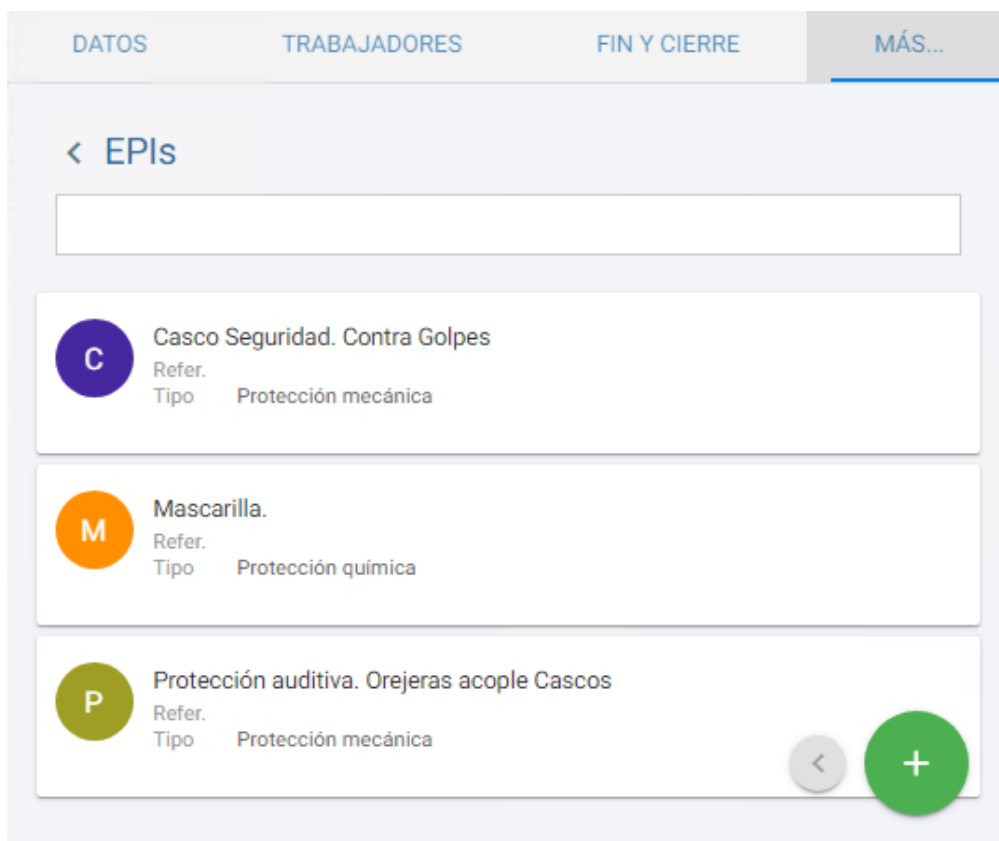 DATOS TRABAJADORES FIN Y CIERRE MÁS...
< EPIs
C
Casco Seguridad. Contra Golpes
Refer.
Tipo Protección mecánica
M
Mascarilla.
Refer.
Tipo Protección química
P
Protección auditiva. Orejeras acople Cascos
Refer.
Tipo Protección mecánica
< +